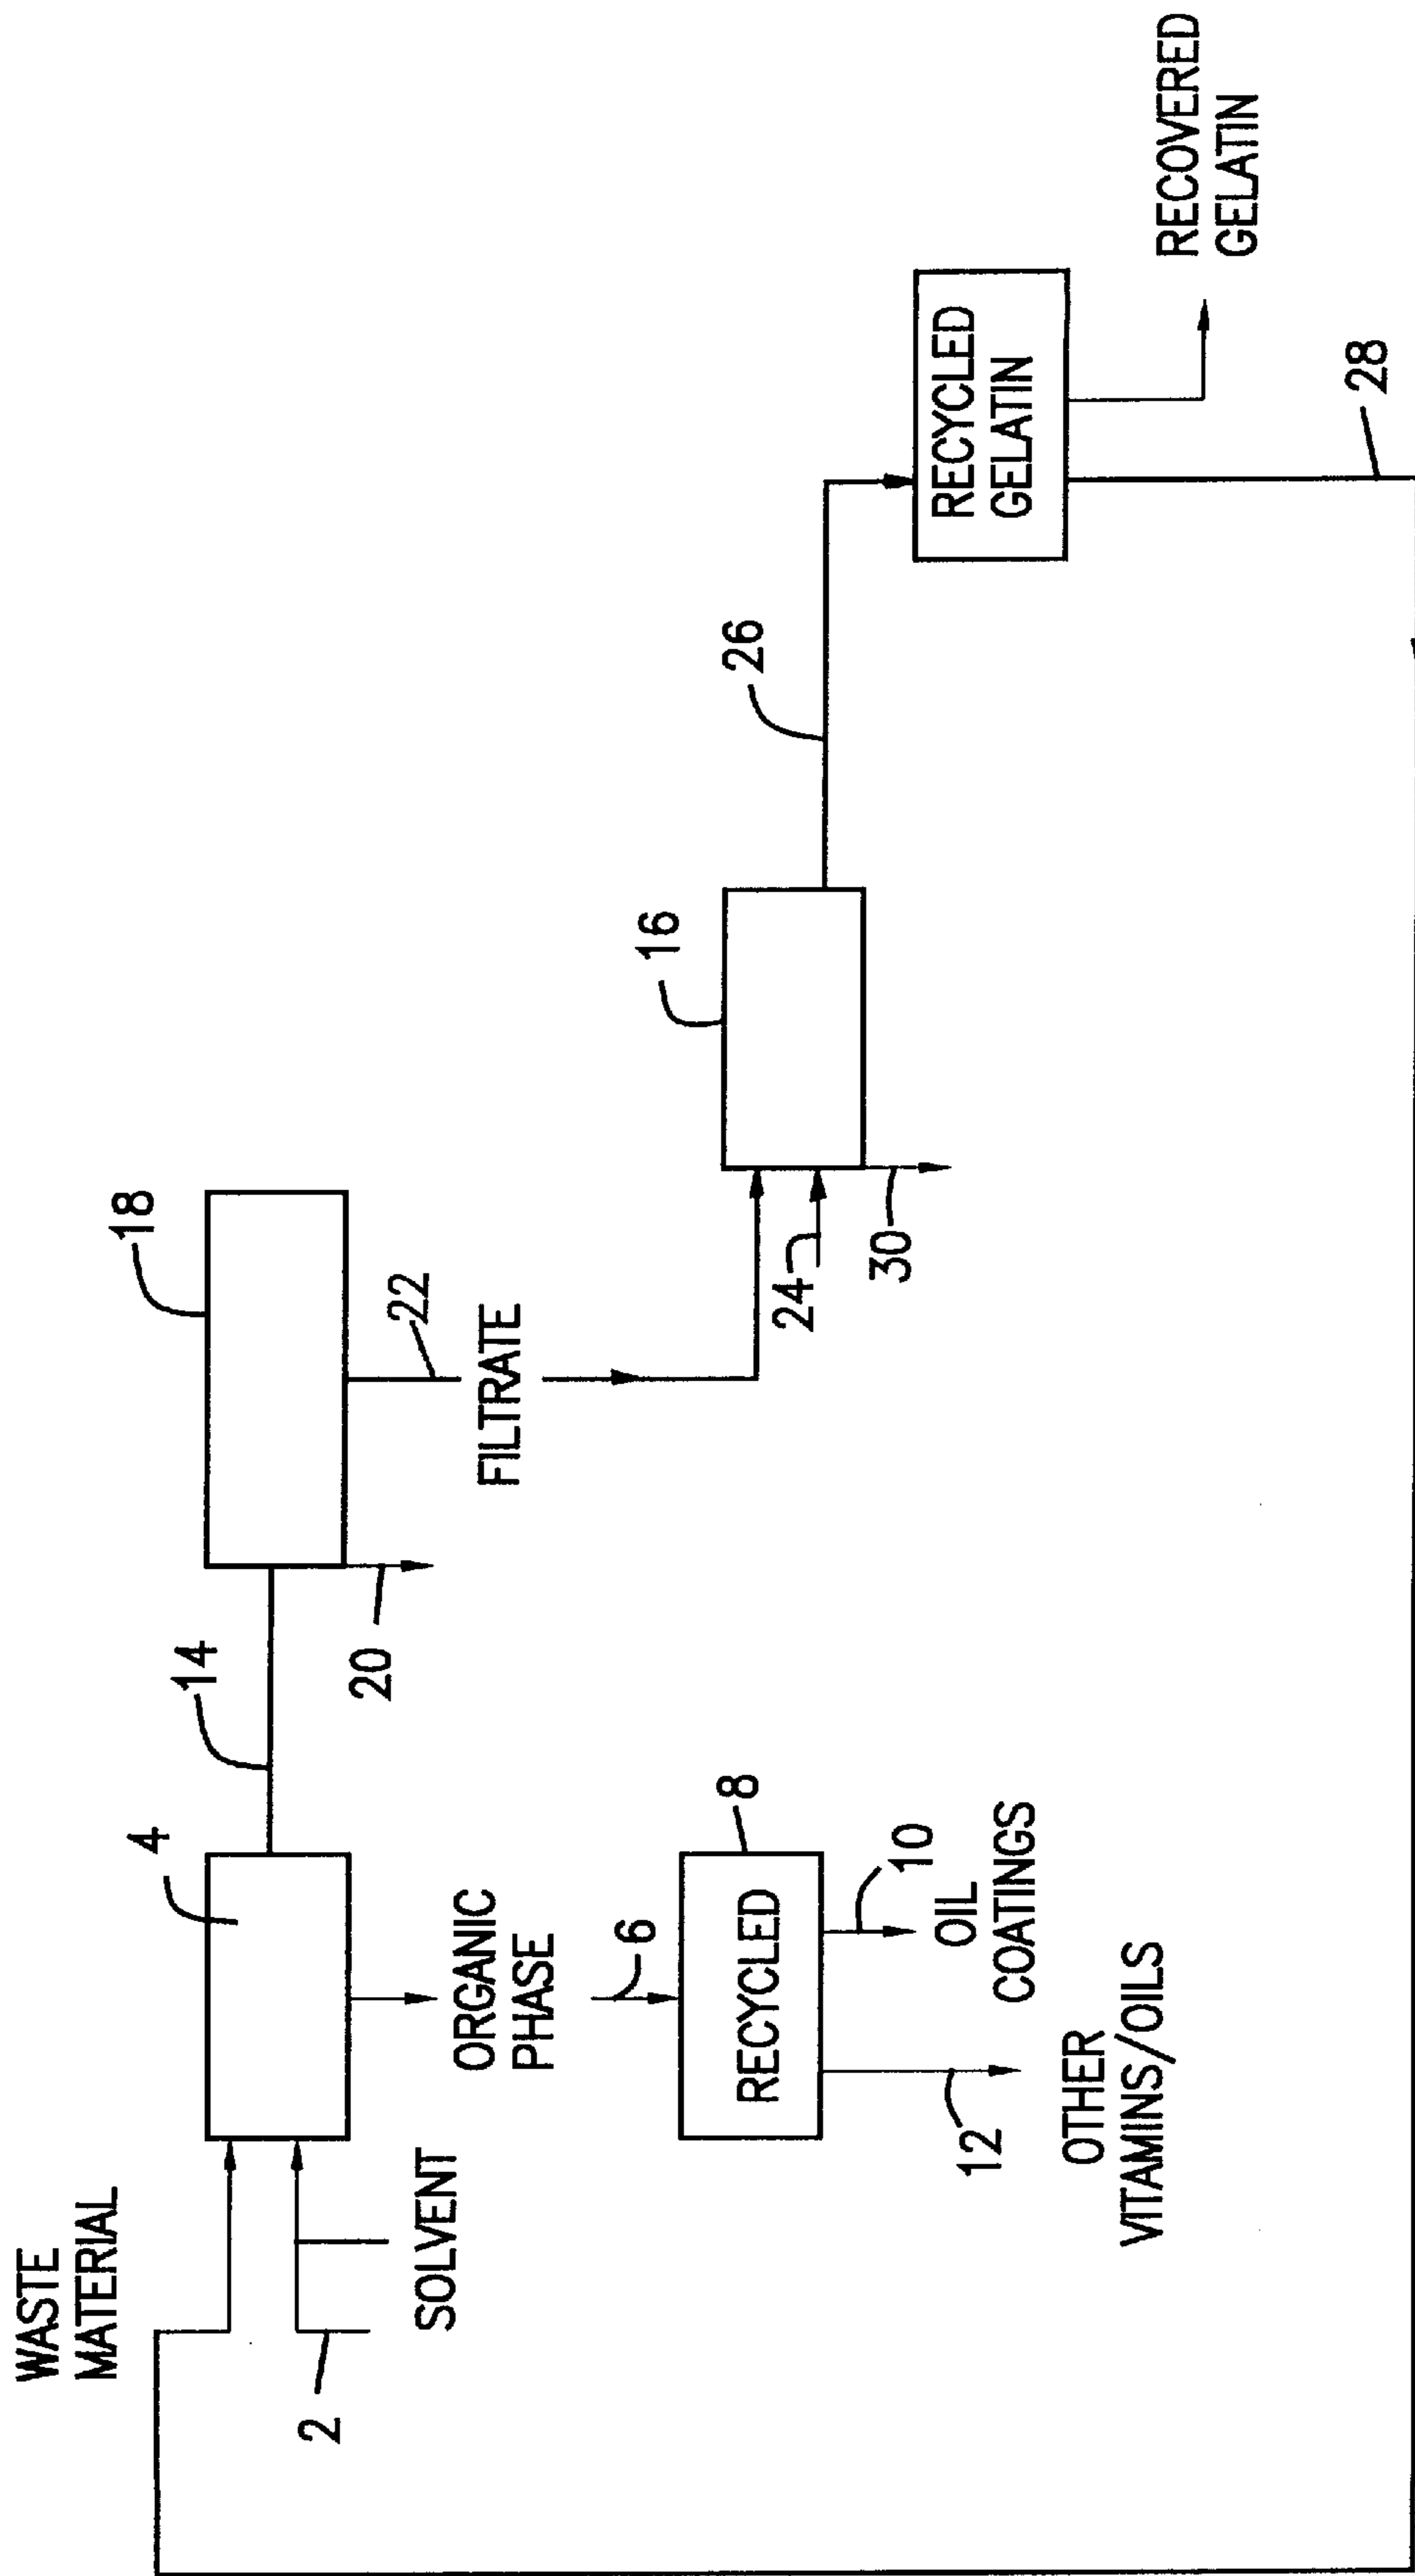 WASTE
MATERIAL
2
SOLVENT
4
14
18
20
22
FILTRATE
ORGANIC
PHASE
6
RECYCLED
8
10
OIL
COATINGS
12
OTHER
VITAMINS/OILS
16
24
30
26
RECYCLED
GELATIN
RECOVERED
GELATIN
28